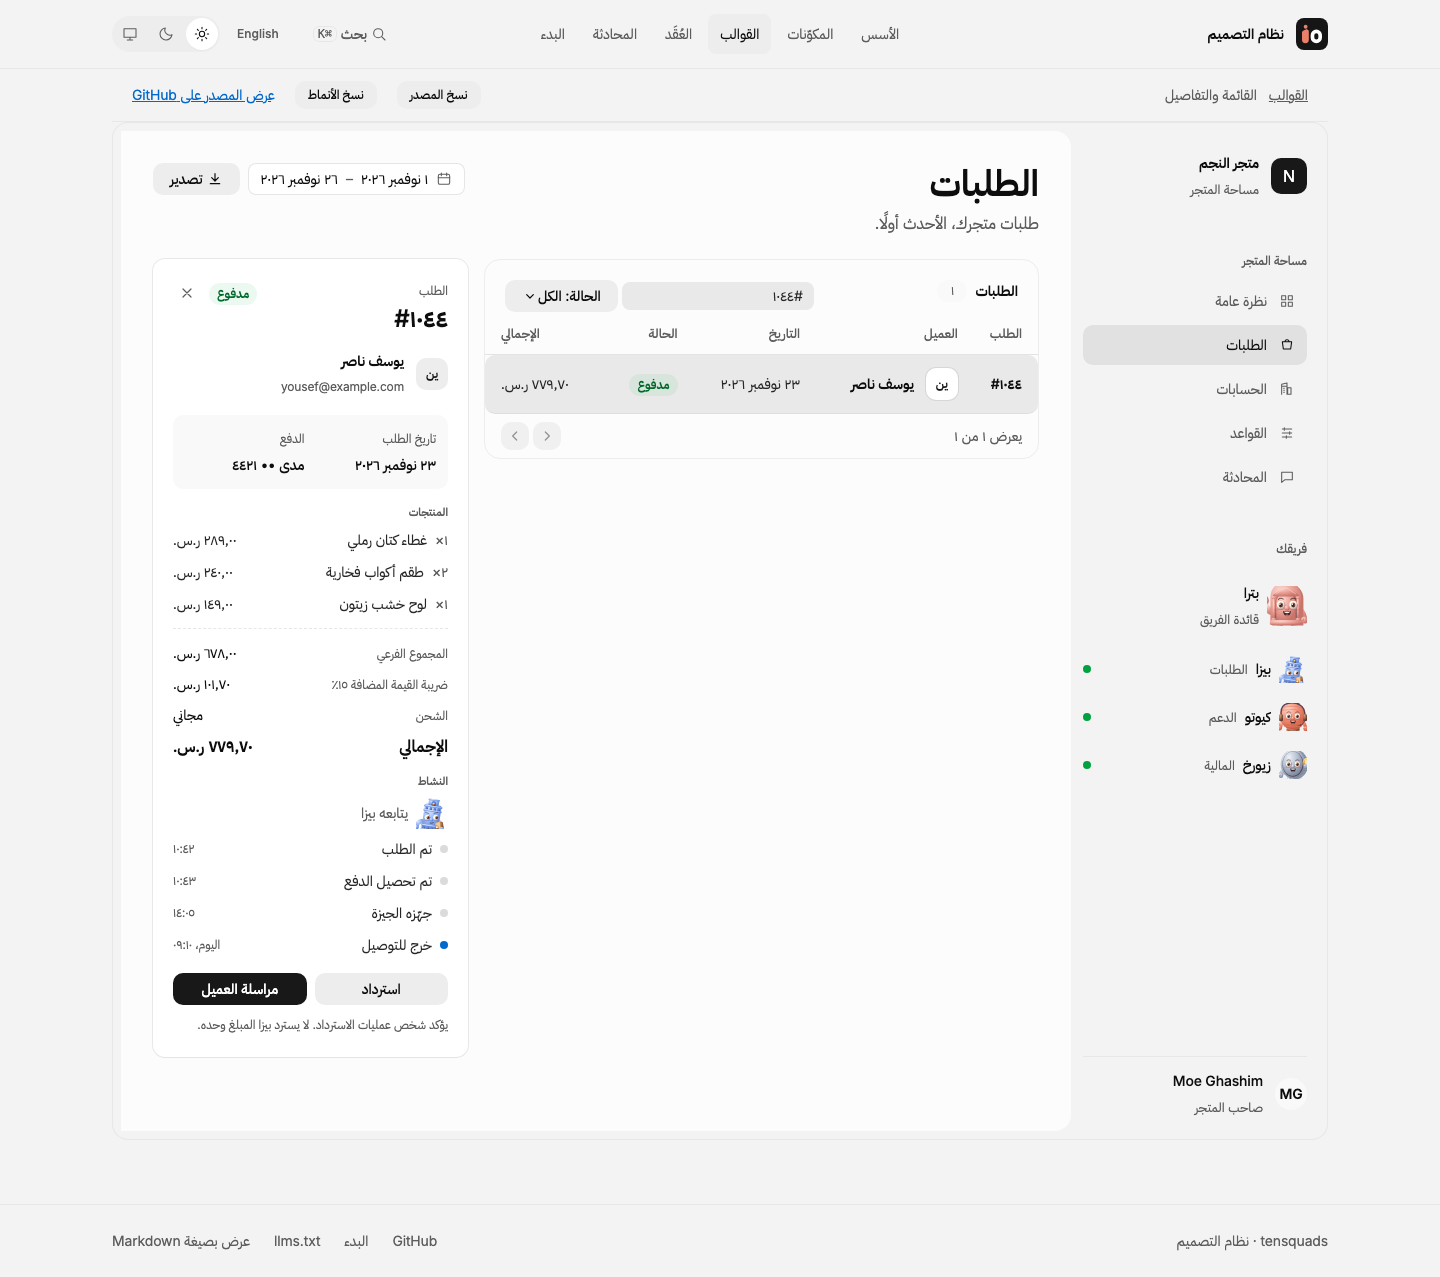 نظام التصميم
الأسس
المكوّنات
القوالب
العُقَد
المحادثة
البدء
بحث ⌘K
English
القوالب
القائمة والتفاصيل
نسخ المصدر
نسخ الأنماط
عرض المصدر على GitHub
N
متجر النجم
مساحة المتجر
مساحة المتجر
نظرة عامة
الطلبات
الحسابات
القواعد
المحادثة
فريقك
بترا
قائدة الفريق
بيزا الطلبات
كيوتو الدعم
زيورخ المالية
MG
Moe Ghashim
صاحب المتجر
الطلبات
طلبات متجرك، الأحدث أولًا.
١ نوفمبر ٢٠٢٦ – ٢٦ نوفمبر ٢٠٢٦
تصدير
الطلبات ١
#١٠٤٤
الحالة: الكل
الطلب العميل التاريخ الحالة الإجمالي
#١٠٤٤ ين يوسف ناصر ٢٣ نوفمبر ٢٠٢٦ مدفوع ٧٧٩,٧٠ ر.س.
يعرض ١ من ١
الطلب
مدفوع
#١٠٤٤
ين
يوسف ناصر
yousef@example.com
تاريخ الطلب الدفع
٢٣ نوفمبر ٢٠٢٦ مدى •• ٤٤٢١
المنتجات
١× غطاء كتان رملي ٢٨٩,٠٠ ر.س.
٢× طقم أكواب فخارية ٢٤٠,٠٠ ر.س.
١× لوح خشب زيتون ١٤٩,٠٠ ر.س.
المجموع الفرعي ٦٧٨,٠٠ ر.س.
ضريبة القيمة المضافة ١٥٪ ١٠١,٧٠ ر.س.
الشحن مجاني
الإجمالي ٧٧٩,٧٠ ر.س.
النشاط
يتابعه بيزا
تم الطلب ١٠:٤٢
تم تحصيل الدفع ١٠:٤٣
جهّزه الجيزة ١٤:٠٥
خرج للتوصيل اليوم، ٠٩:١٠
استرداد
مراسلة العميل
يؤكد شخص عمليات الاسترداد. لا يسترد بيزا المبلغ وحده.
tensquads · نظام التصميم
GitHub
البدء
llms.txt
عرض بصيغة Markdown